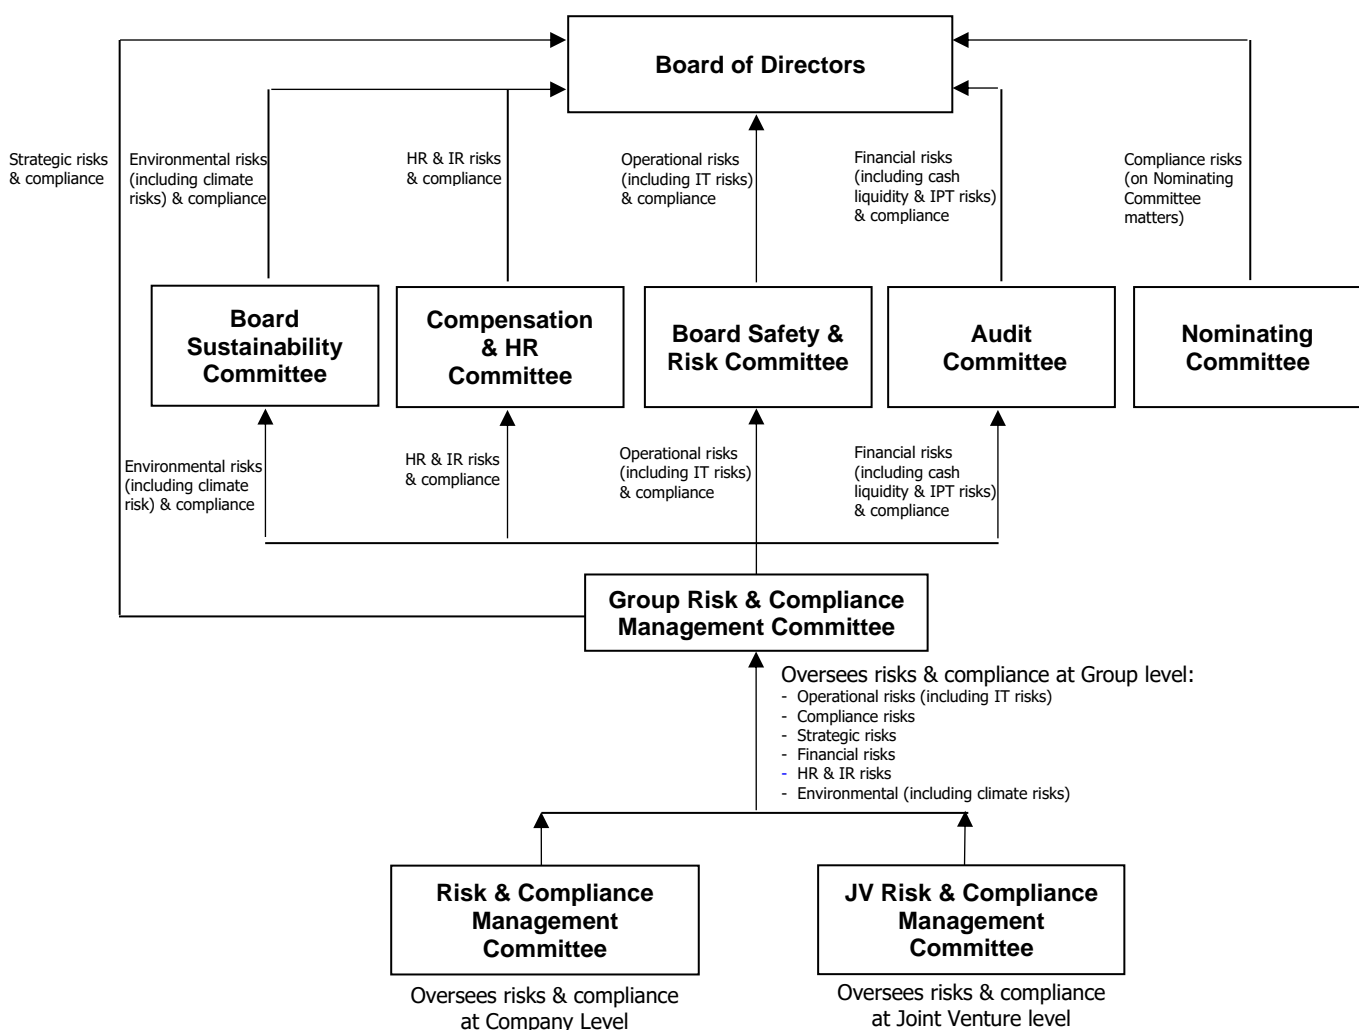 Board of Directors
Strategic risks
& compliance
Environmental risks
(including climate
risks) & compliance
HR & IR risks
& compliance
Operational risks
(including IT risks)
& compliance
Financial risks
(including cash
liquidity & IPT risks)
& compliance
Compliance risks
(on Nominating
Committee
matters)
Board
Sustainability
Committee
Compensation
& HR
Committee
Board Safety &
Risk Committee
Audit
Committee
Nominating
Committee
Environmental risks
(including climate
risk) & compliance
HR & IR risks
& compliance
Operational risks
(including IT risks)
& compliance
Financial risks
(including cash
liquidity & IPT risks)
& compliance
Group Risk & Compliance
Management Committee
Oversees risks & compliance at Group level:
- Operational risks (including IT risks)
- Compliance risks
- Strategic risks
- Financial risks
- HR & IR risks
- Environmental (including climate risks)
Risk & Compliance
Management
Committee
Oversees risks & compliance
at Company Level
JV Risk & Compliance
Management
Committee
Oversees risks & compliance
at Joint Venture level